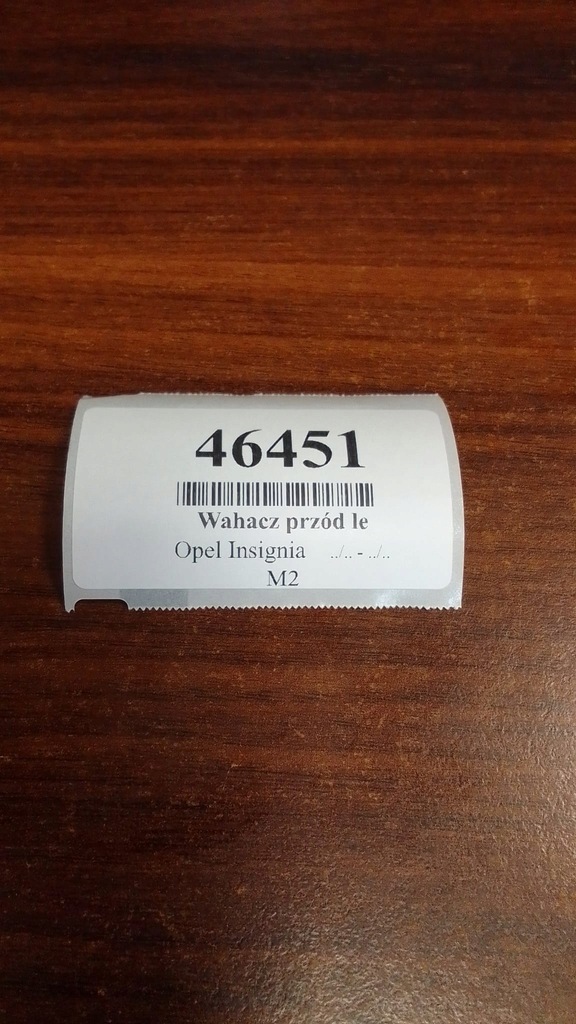 46451
Wahacz przód le
Opel Insignia ../.. - ../..
M2